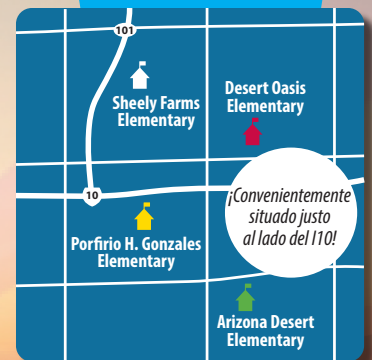 101
Sheely Farms
Elementary
Desert Oasis
Elementary
10
¡Convenientemente
situado justo
al lado del I10!
Porfirio H. Gonzales
Elementary
Arizona Desert
Elementary